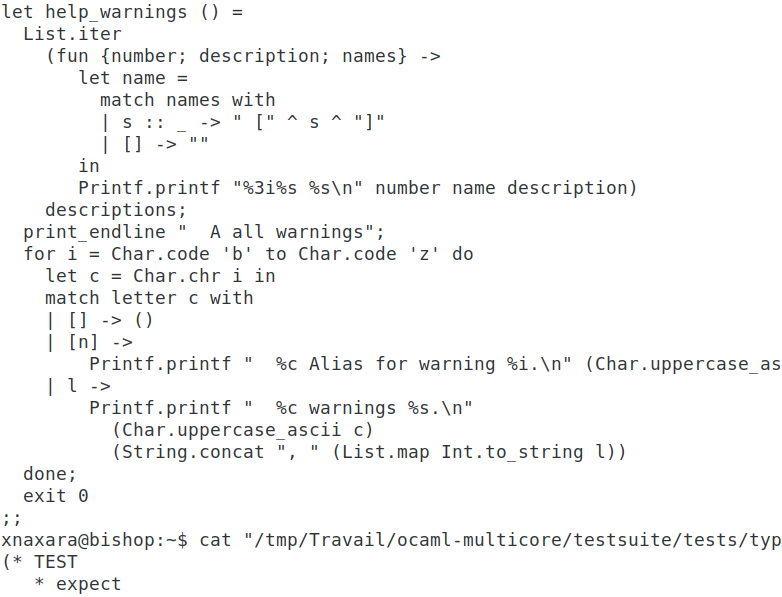 let help_warnings () =
  List.iter
    (fun {number; description; names} ->
       let name =
         match names with
         | s :: _ -> " [" ^ s ^ "]"
         | [] -> ""
       in
       Printf.printf "%3i%s %s\n" number name description)
    descriptions;
  print_endline "  A all warnings";
  for i = Char.code 'b' to Char.code 'z' do
    let c = Char.chr i in
    match letter c with
    | [] -> ()
    | [n] ->
        Printf.printf "  %c Alias for warning %i.\n" (Char.uppercase_as
    | l ->
        Printf.printf "  %c warnings %s.\n"
          (Char.uppercase_ascii c)
          (String.concat ", " (List.map Int.to_string l))
  done;
  exit 0
;;
xnaxara@bishop:~$ cat "/tmp/Travail/ocaml-multicore/testsuite/tests/typ
(* TEST
   * expect